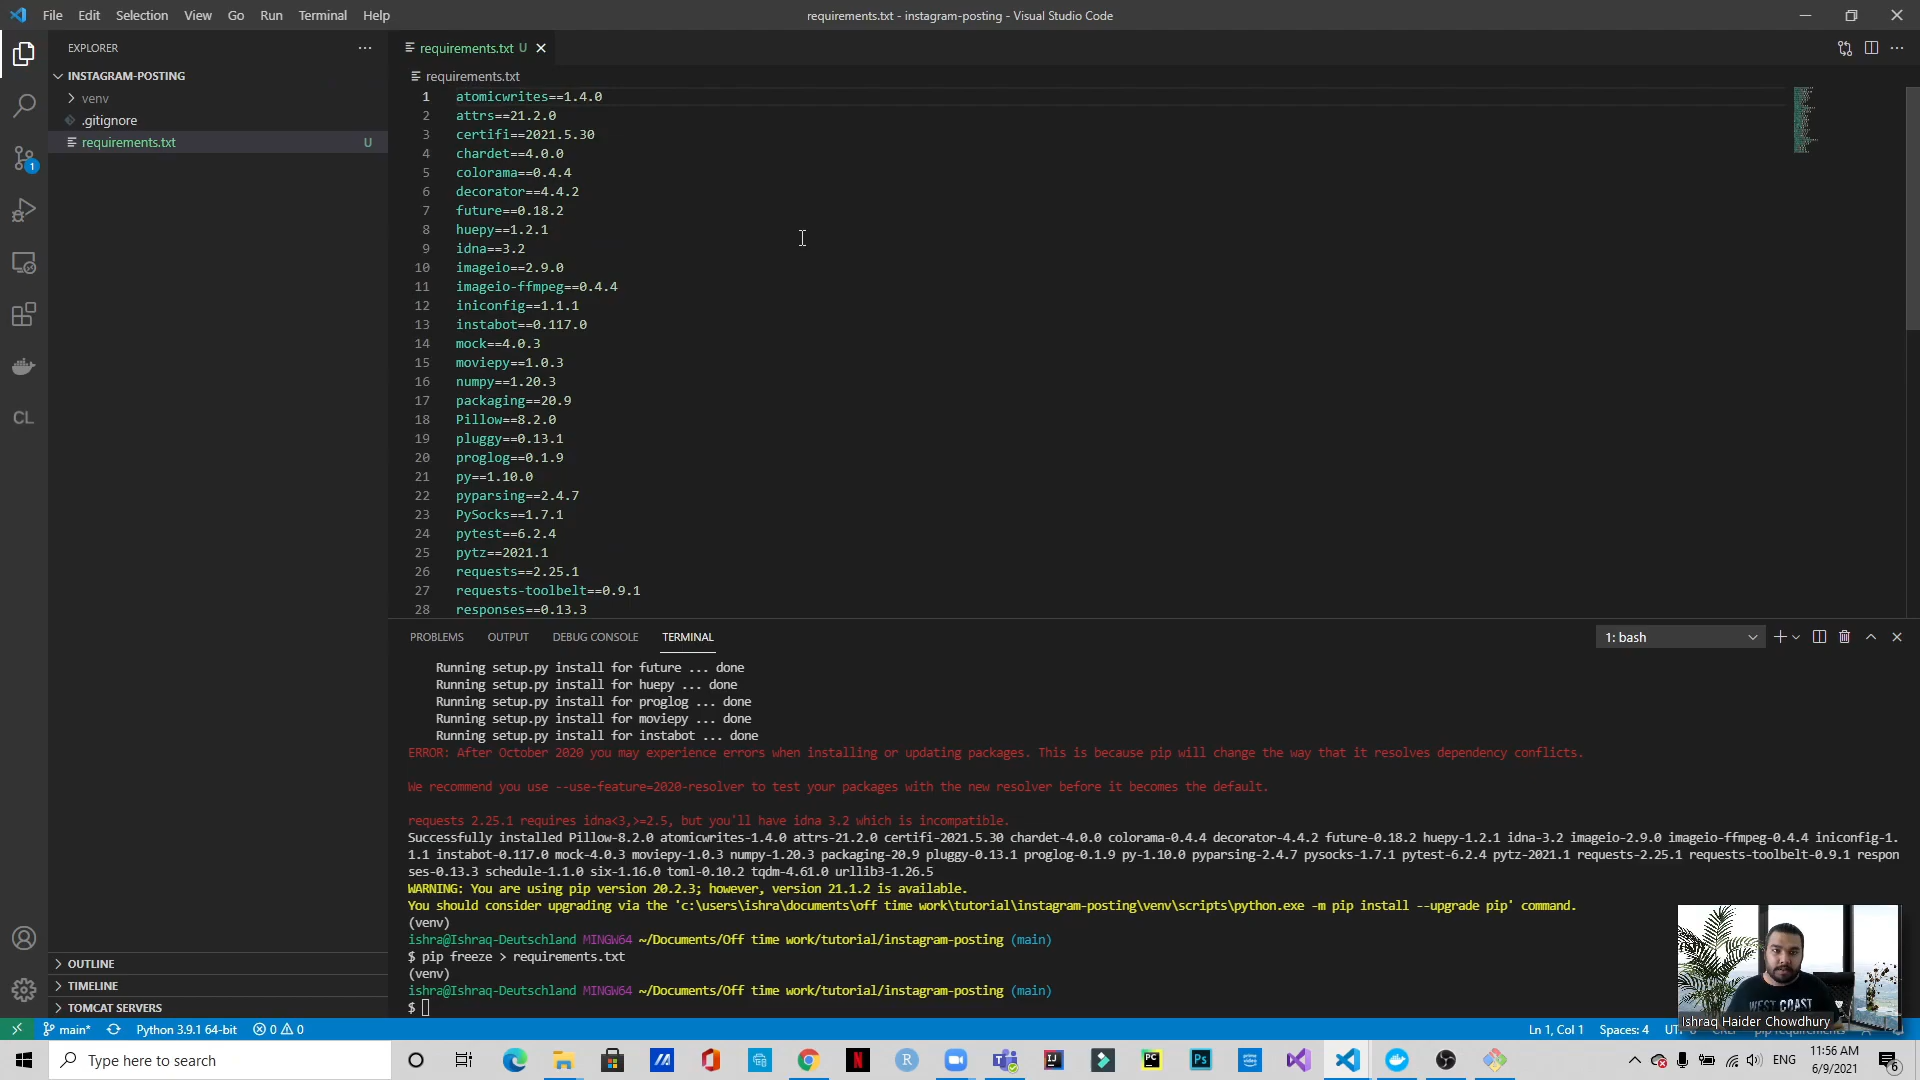 File Edit Selection View Go Run Terminal Help
requirements.txt - instagram-posting - Visual Studio Code
EXPLORER
requirements.txt U
INSTAGRAM-POSTING
venv
.gitignore
requirements.txt U
1
CL
OUTLINE
TIMELINE
TOMCAT SERVERS
requirements.txt
1 atomicwrites==1.4.0
2 attrs==21.2.0
3 certifi==2021.5.30
4 chardet==4.0.0
5 colorama==0.4.4
6 decorator==4.4.2
7 future==0.18.2
8 huepy==1.2.1
9 idna==3.2
10 imageio==2.9.0
11 imageio-ffmpeg==0.4.4
12 iniconfig==1.1.1
13 instabot==0.117.0
14 mock==4.0.3
15 moviepy==1.0.3
16 numpy==1.20.3
17 packaging==20.9
18 Pillow==8.2.0
19 pluggy==0.13.1
20 proglog==0.1.9
21 py==1.10.0
22 pyparsing==2.4.7
23 PySocks==1.7.1
24 pytest==6.2.4
25 pytz==2021.1
26 requests==2.25.1
27 requests-toolbelt==0.9.1
28 responses==0.13.3
PROBLEMS OUTPUT DEBUG CONSOLE TERMINAL
1: bash
Running setup.py install for future ... done
Running setup.py install for huepy ... done
Running setup.py install for proglog ... done
Running setup.py install for moviepy ... done
Running setup.py install for instabot ... done
ERROR: After October 2020 you may experience errors when installing or updating packages. This is because pip will change the way that it resolves dependency conflicts.
We recommend you use --use-feature=2020-resolver to test your packages with the new resolver before it becomes the default.
requests 2.25.1 requires idna<3,>=2.5, but you'll have idna 3.2 which is incompatible.
Successfully installed Pillow-8.2.0 atomicwrites-1.4.0 attrs-21.2.0 certifi-2021.5.30 chardet-4.0.0 colorama-0.4.4 decorator-4.4.2 future-0.18.2 huepy-1.2.1 idna-3.2 imageio-2.9.0 imageio-ffmpeg-0.4.4 iniconfig-1.
1.1 instabot-0.117.0 mock-4.0.3 moviepy-1.0.3 numpy-1.20.3 packaging-20.9 pluggy-0.13.1 proglog-0.1.9 py-1.10.0 pyparsing-2.4.7 pysocks-1.7.1 pytest-6.2.4 pytz-2021.1 requests-2.25.1 requests-toolbelt-0.9.1 respon
ses-0.13.3 schedule-1.1.0 six-1.16.0 toml-0.10.2 tqdm-4.61.0 urllib3-1.26.5
WARNING: You are using pip version 20.2.3; however, version 21.1.2 is available.
You should consider upgrading via the 'c:\users\ishra\documents\off time work\tutorial\instagram-posting\venv\scripts\python.exe -m pip install --upgrade pip' command.
(venv)
ishra@Ishraq-Deutschland MINGW64 ~/Documents/Off time work/tutorial/instagram-posting (main)
$ pip freeze > requirements.txt
(venv)
ishra@Ishraq-Deutschland MINGW64 ~/Documents/Off time work/tutorial/instagram-posting (main)
$
WEST COAST
Ishraq Haider Chowdhury
main* Python 3.9.1 64-bit 0 0 Ln 1, Col 1 Spaces: 4
Type here to search
ENG
11:56 AM
6/9/2021
6